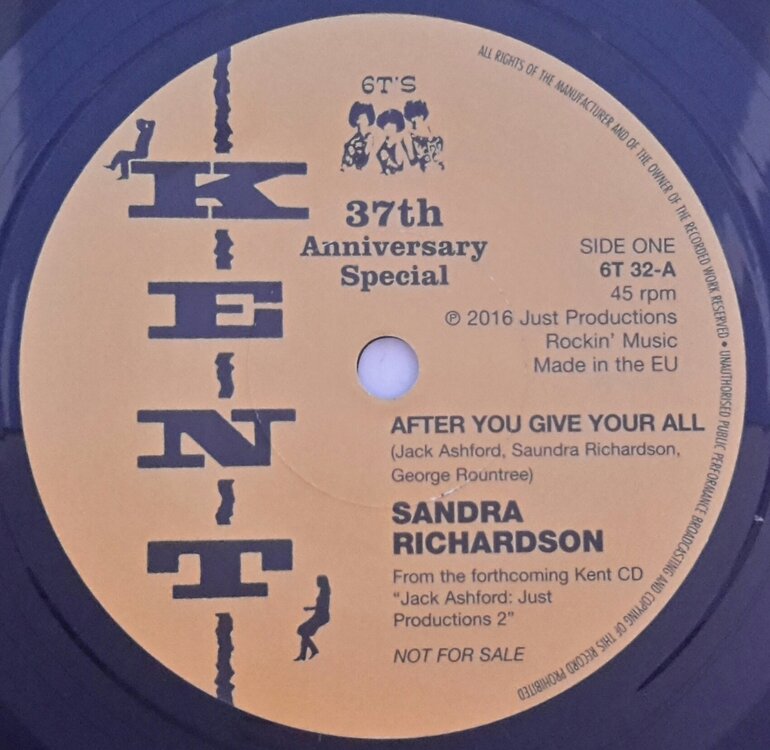 6T'S
37th
Anniversary
Special
KENT
SIDE ONE
6T 32-A
45 rpm
℗ 2016 Just Productions
Rockin' Music
Made in the EU
AFTER YOU GIVE YOUR ALL
(Jack Ashford, Saundra Richardson,
George Rountree)
SANDRA
RICHARDSON
From the forthcoming Kent CD
“Jack Ashford: Just
Productions 2”
NOT FOR SALE
ALL RIGHTS OF THE MANUFACTURER AND OF THE OWNER OF THE RECORDED WORK RESERVED • UNAUTHORISED PUBLIC PERFORMANCE BROADCASTING AND COPYING OF THIS RECORD PROHIBITED